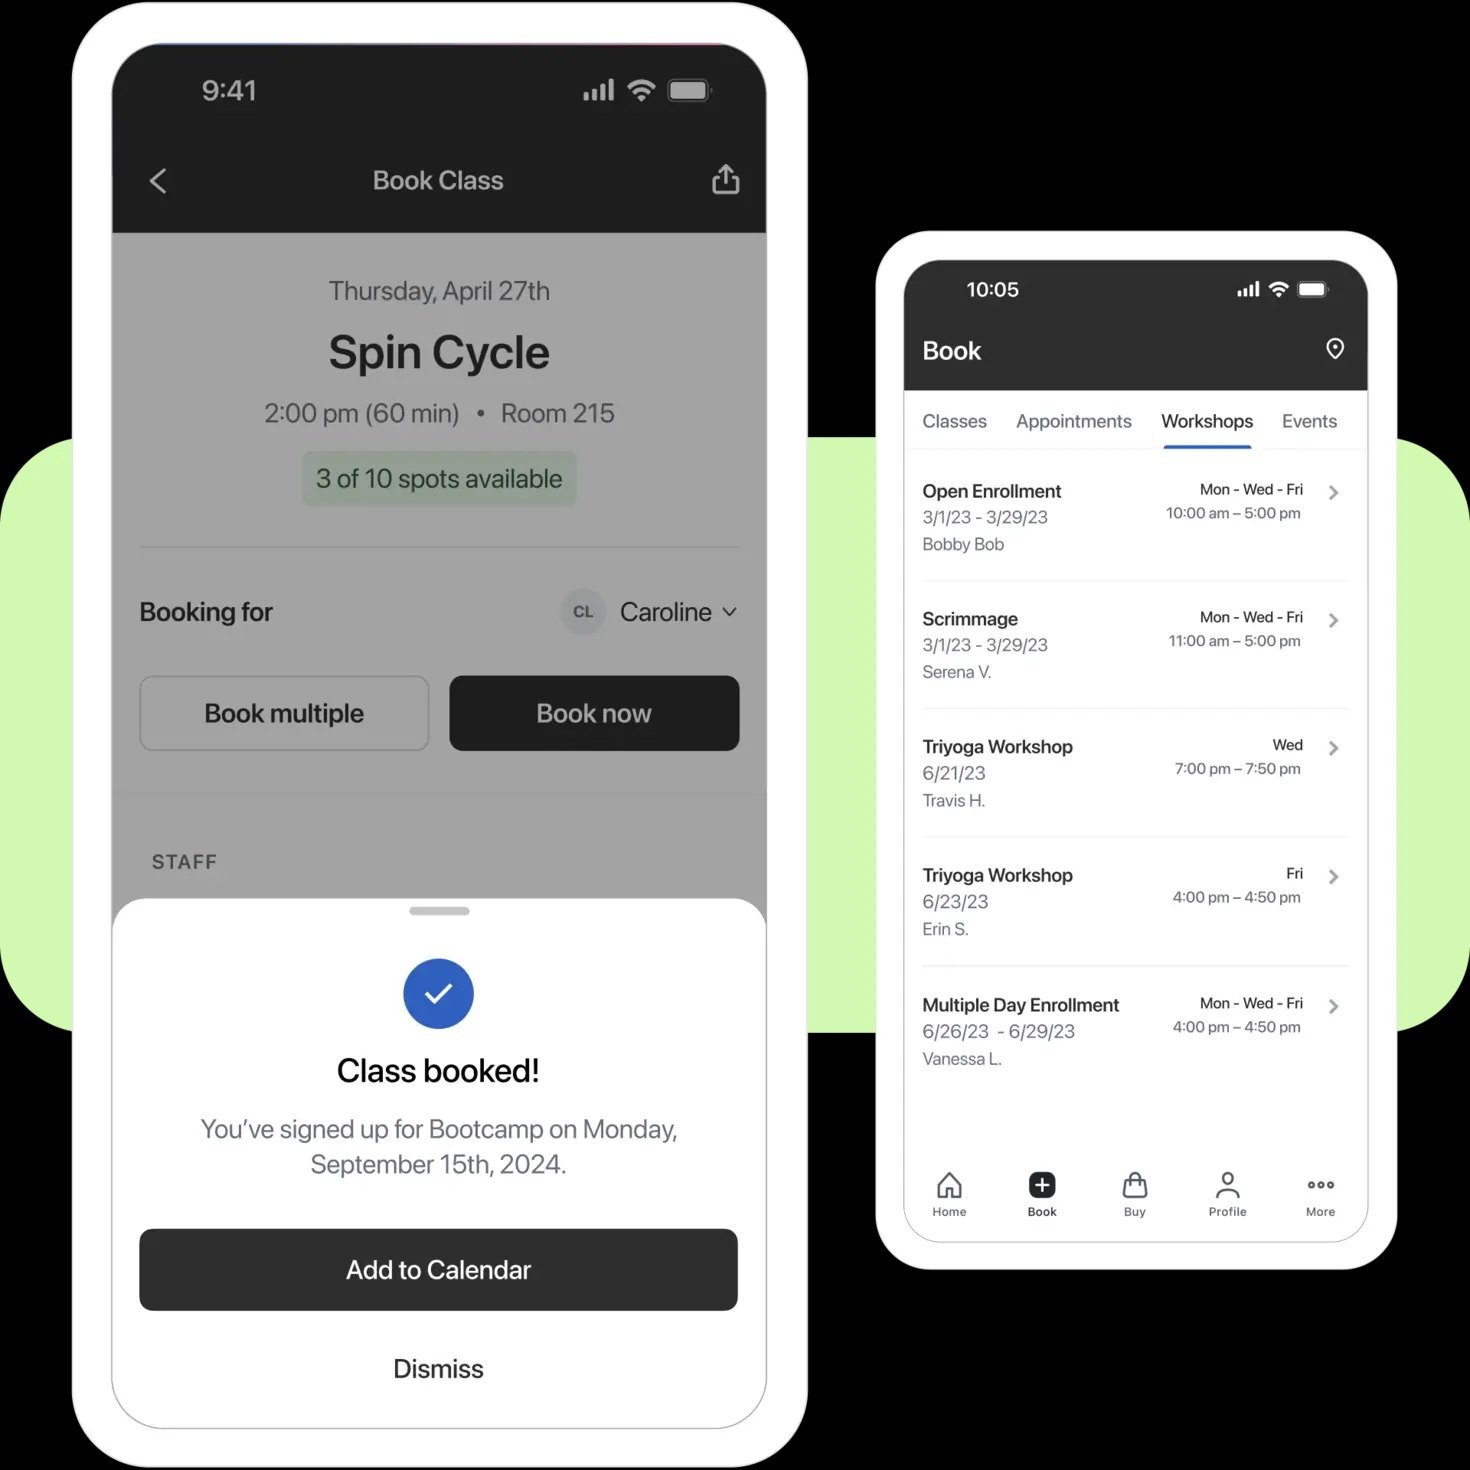 9:41
Book Class
Thursday, April 27th
Spin Cycle
2:00 pm (60 min) • Room 215
3 of 10 spots available
Booking for
CL Caroline
Book multiple
Book now
STAFF
Class booked!
You’ve signed up for Bootcamp on Monday,
September 15th, 2024.
Add to Calendar
Dismiss
10:05
Book
Classes Appointments Workshops Events
Open Enrollment Mon - Wed - Fri
3/1/23 - 3/29/23 10:00 am – 5:00 pm
Bobby Bob
Scrimmage Mon - Wed - Fri
3/1/23 - 3/29/23 11:00 am – 5:00 pm
Serena V.
Triyoga Workshop Wed
6/21/23 7:00 pm – 7:50 pm
Travis H.
Triyoga Workshop Fri
6/23/23 4:00 pm – 4:50 pm
Erin S.
Multiple Day Enrollment Mon - Wed - Fri
6/26/23 - 6/29/23 4:00 pm – 4:50 pm
Vanessa L.
Home Book Buy Profile More